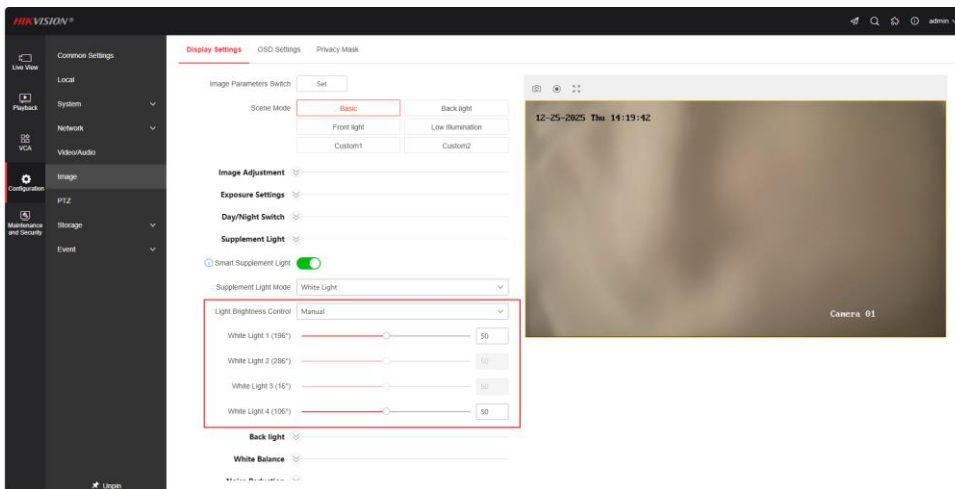 HIKVISION®
admin
Display Settings OSD Settings Privacy Mask
Live View
Playback
VCA
Configuration
Maintenance and Security
Common Settings
Local
System
Network
Video/Audio
Image
PTZ
Storage
Event
Unpin
Image Parameters Switch Set
Scene Mode Basic Back light
Front light Low Illumination
Custom1 Custom2
Image Adjustment
Exposure Settings
Day/Night Switch
Supplement Light
Smart Supplement Light
Supplement Light Mode White Light
Light Brightness Control Manual
White Light 1 (196°) 50
White Light 2 (286°) 50
White Light 3 (16°) 50
White Light 4 (106°) 50
Back light
White Balance
Noise Reduction
12-25-2025 Thu 14:19:42
Camera 01